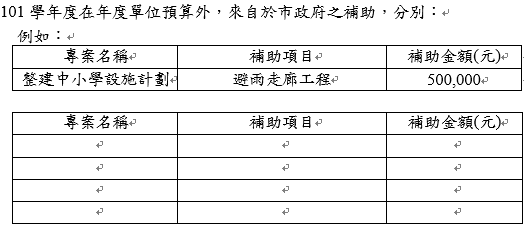 101 學年度在年度單位預算外，來自於市政府之補助，分別：
例如：
專案名稱 補助項目 補助金額(元)
整建中小學設施計劃 避雨走廊工程 500,000
專案名稱 補助項目 補助金額(元)